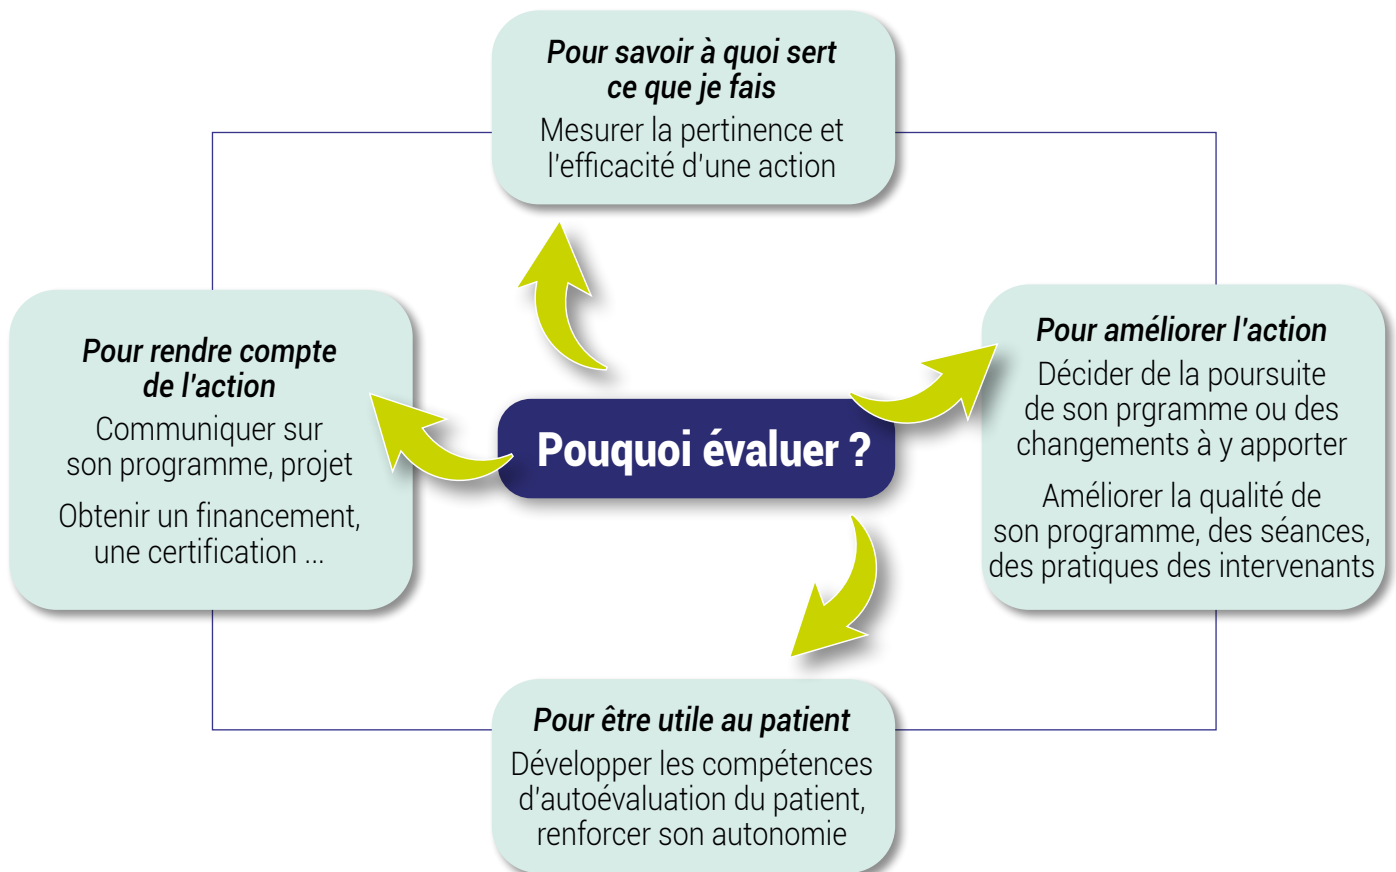 Pour savoir à quoi sert
ce que je fais
Mesurer la pertinence et
l'efficacité d'une action
Pour rendre compte
de l'action
Communiquer sur
son programme, projet
Obtenir un financement,
une certification ...
Pouquoi évaluer ?
Pour améliorer l'action
Décider de la poursuite
de son prgramme ou des
changements à y apporter
Améliorer la qualité de
son programme, des séances,
des pratiques des intervenants
Pour être utile au patient
Développer les compétences
d'autoévaluation du patient,
renforcer son autonomie